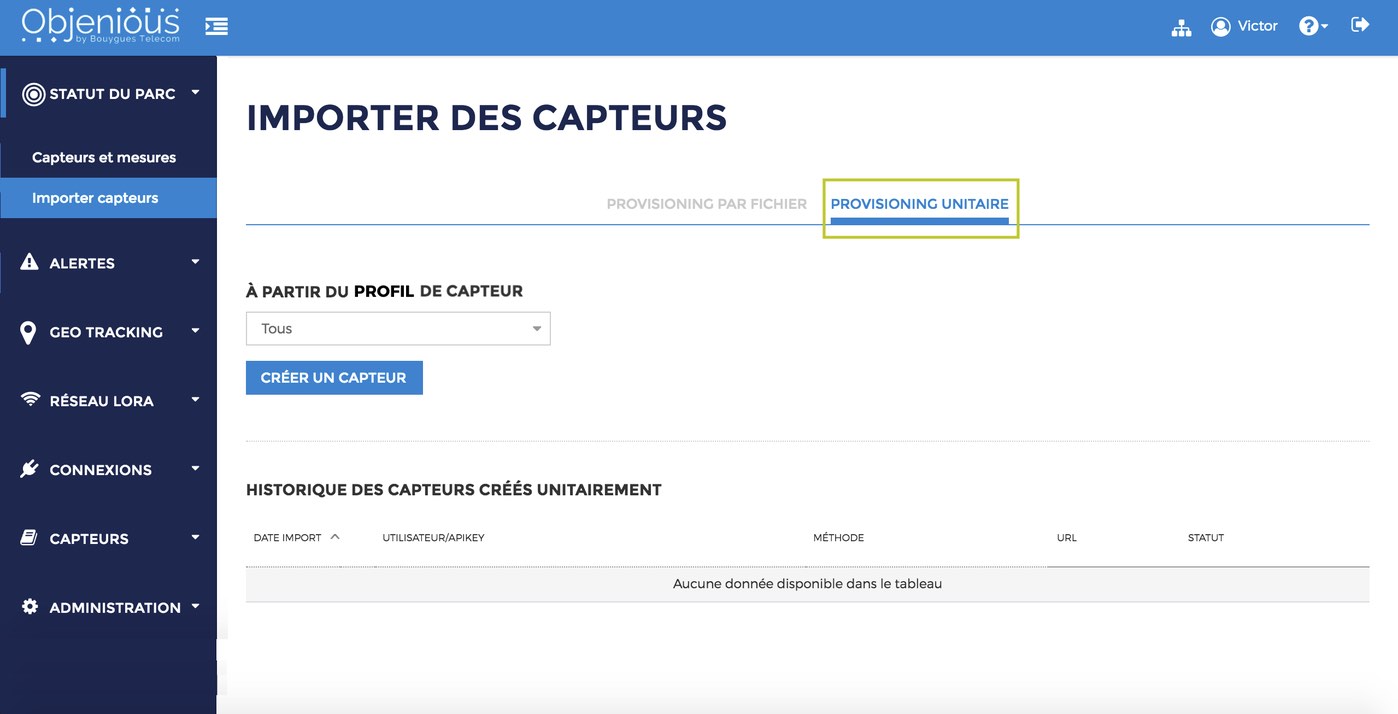 Objenious
by Bouygues Telecom
Victor
?
STATUT DU PARC
Capteurs et mesures
Importer capteurs
ALERTES
GEO TRACKING
RÉSEAU LORA
CONNEXIONS
CAPTEURS
ADMINISTRATION
IMPORTER DES CAPTEURS
PROVISIONING PAR FICHIER PROVISIONING UNITAIRE
À PARTIR DU PROFIL DE CAPTEUR
Tous
CRÉER UN CAPTEUR
HISTORIQUE DES CAPTEURS CRÉÉS UNITAIREMENT
DATE IMPORT UTILISATEUR/APIKEY MÉTHODE URL STATUT
Aucune donnée disponible dans le tableau